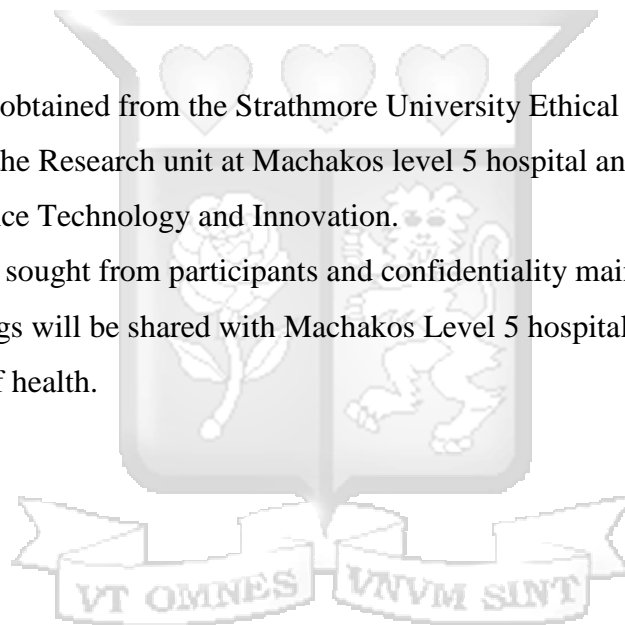 obtained from the Strathmore University Ethical
he Research unit at Machakos level 5 hospital an
ce Technology and Innovation.
sought from participants and confidentiality mai
gs will be shared with Machakos Level 5 hospital
f health.
VT OMNES VNVM SINT